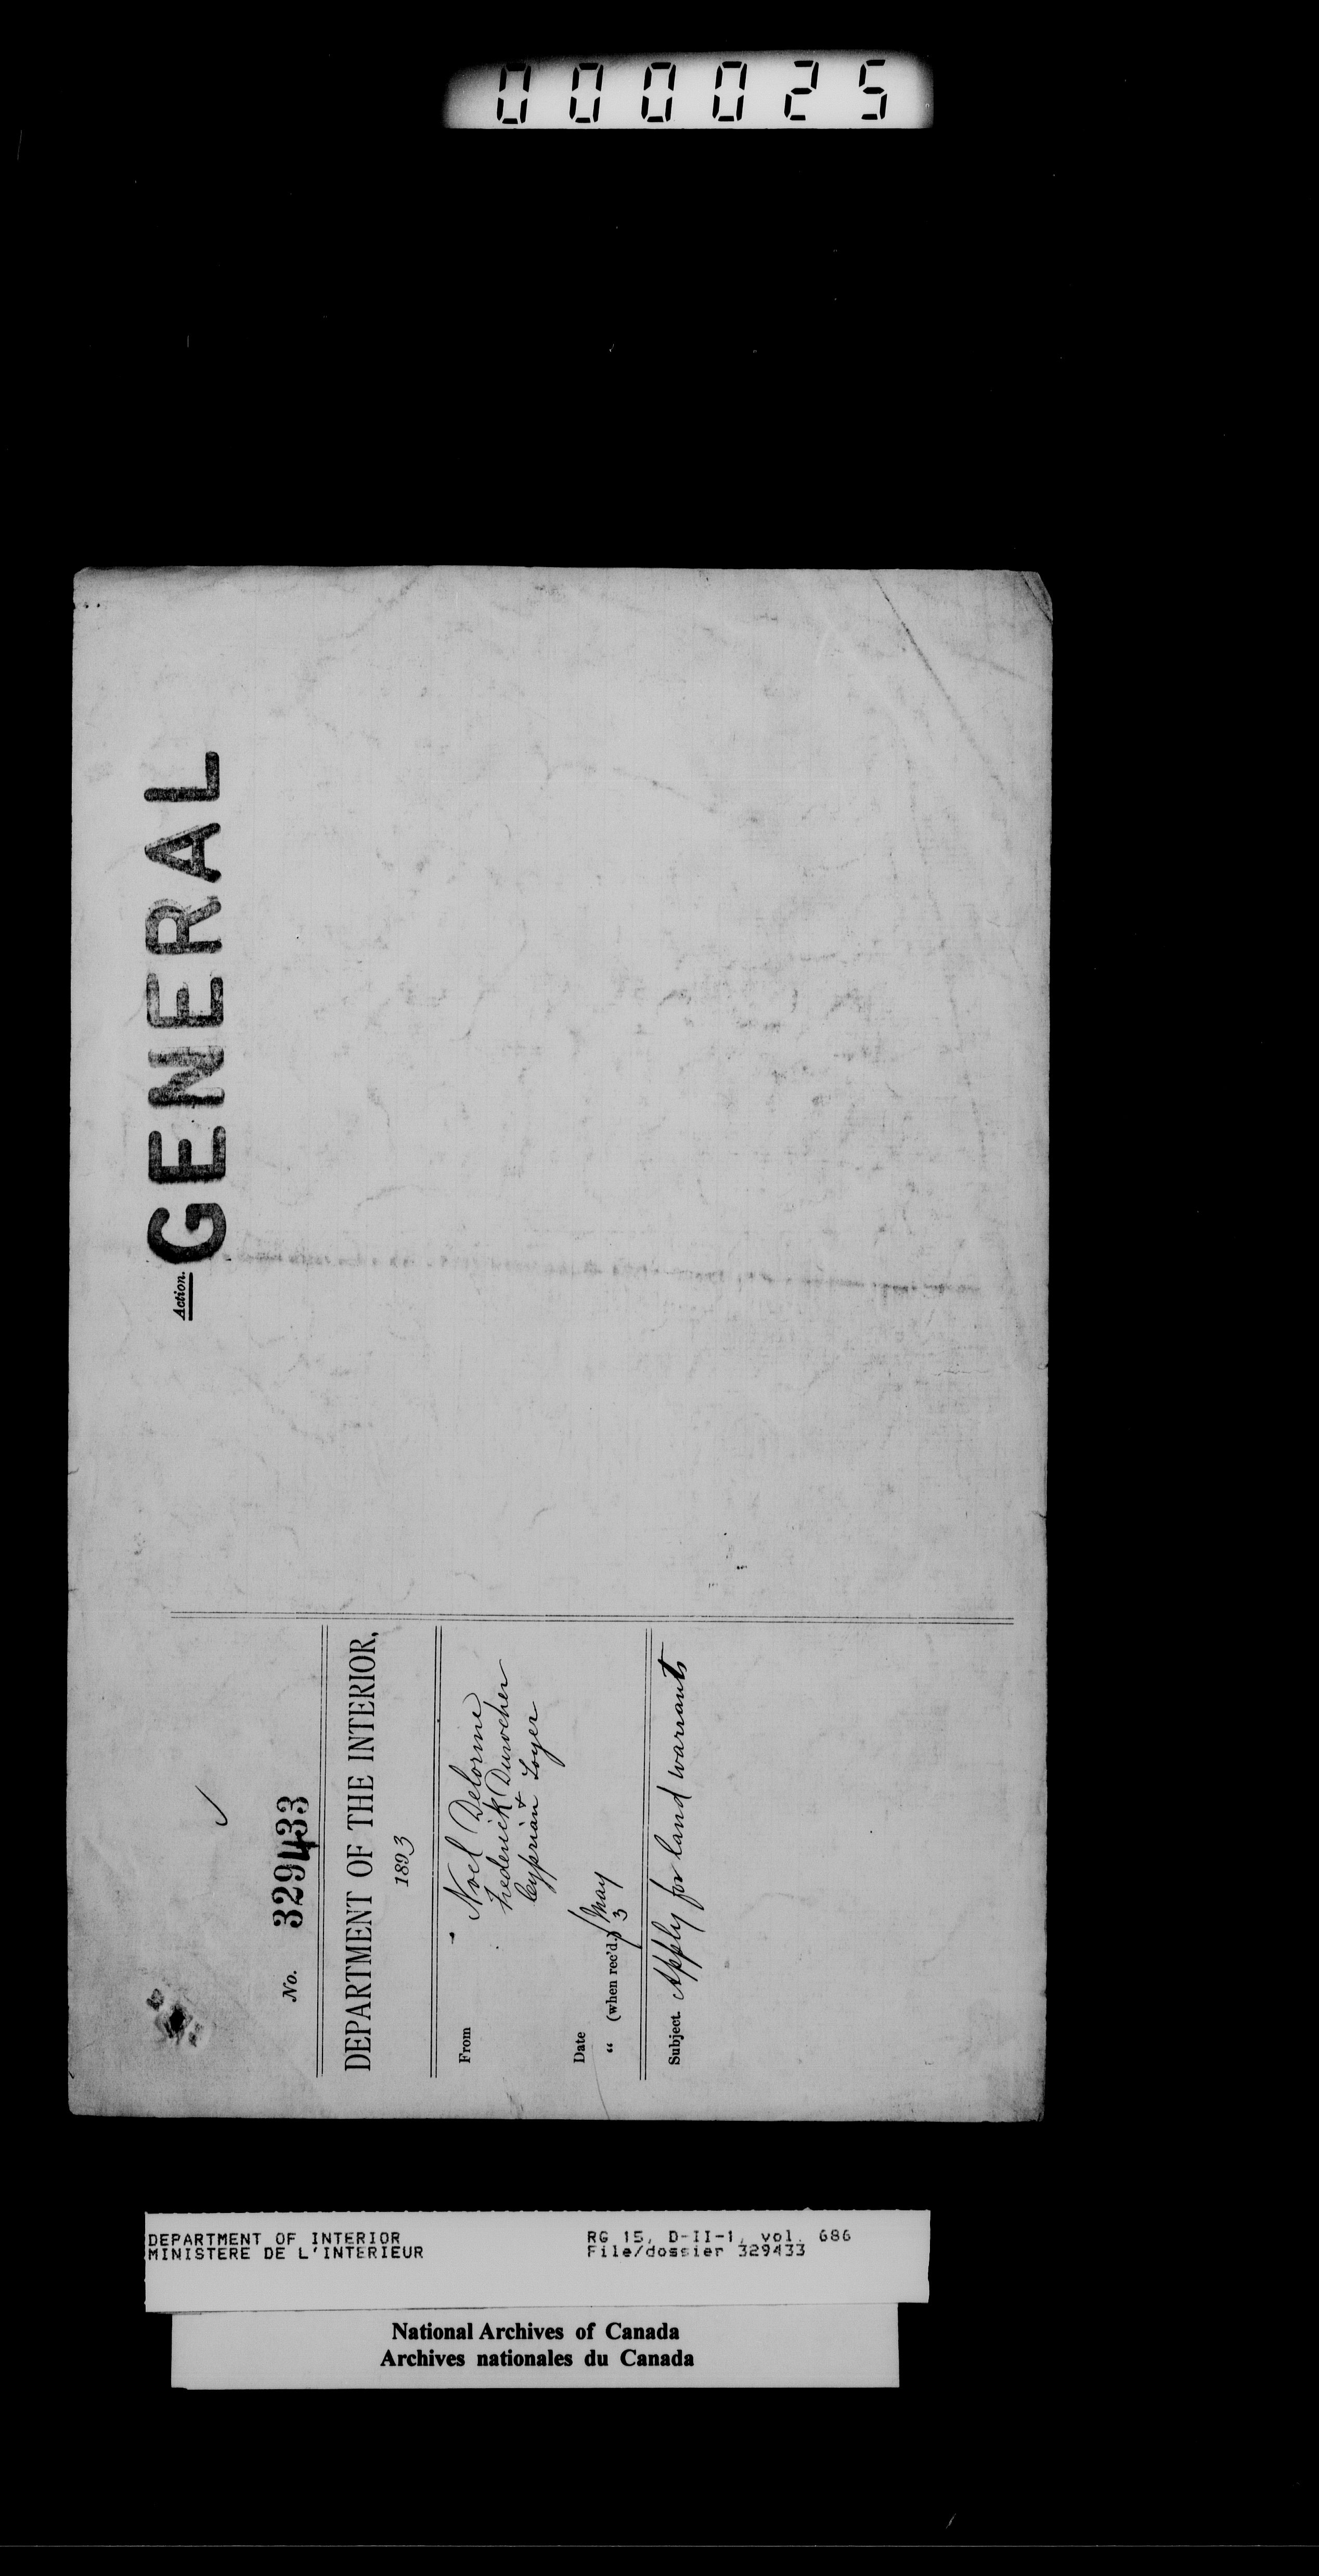 000025
Action. GENERAL
No. 329433
DEPARTMENT OF THE INTERIOR,
1893
From Noel Delorme
Frederick Durocher
+
Cyprian Loyer
Date
" (when rec'd.) May
3
Subject. Apply for land warrants
DEPARTMENT OF INTERIOR
MINISTERE DE L'INTERIEUR
RG 15, D-II-1, vol. 686
File/dossier 329433
National Archives of Canada
Archives nationales du Canada